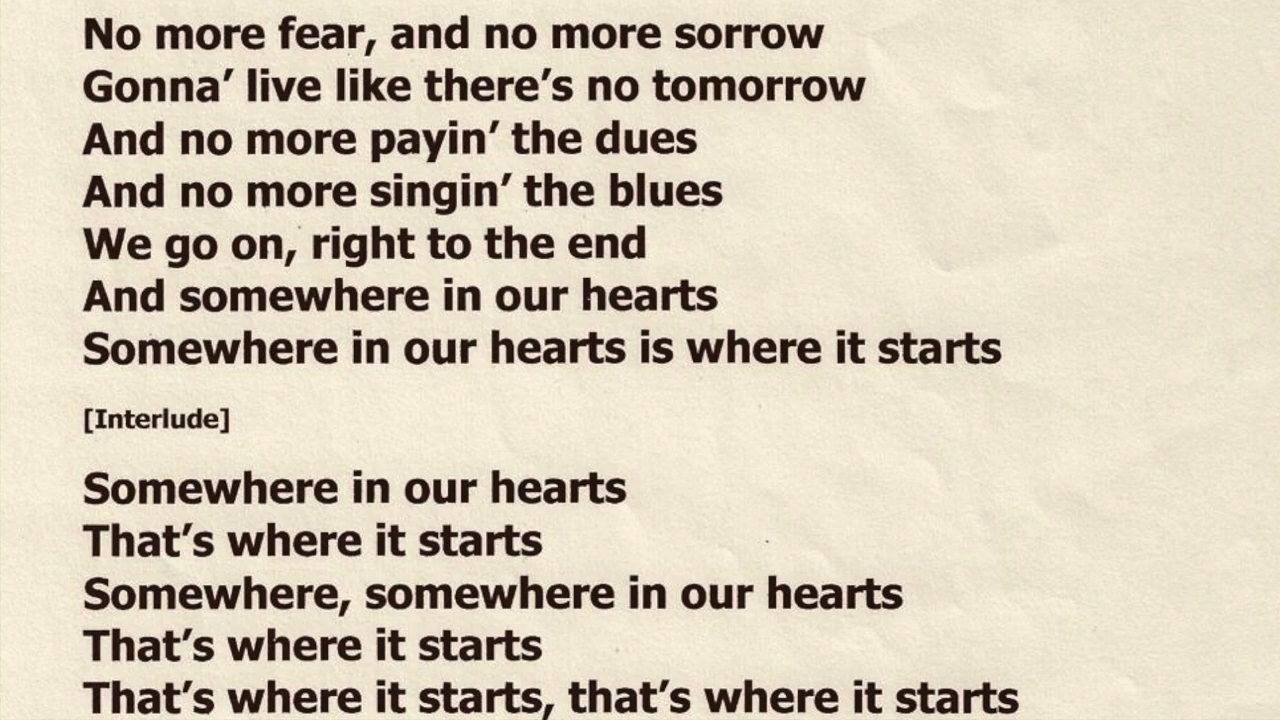 No more fear, and no more sorrow
Gonna’ live like there’s no tomorrow
And no more payin’ the dues
And no more singin’ the blues
We go on, right to the end
And somewhere in our hearts
Somewhere in our hearts is where it starts
[Interlude]
Somewhere in our hearts
That’s where it starts
Somewhere, somewhere in our hearts
That’s where it starts
That’s where it starts, that’s where it starts